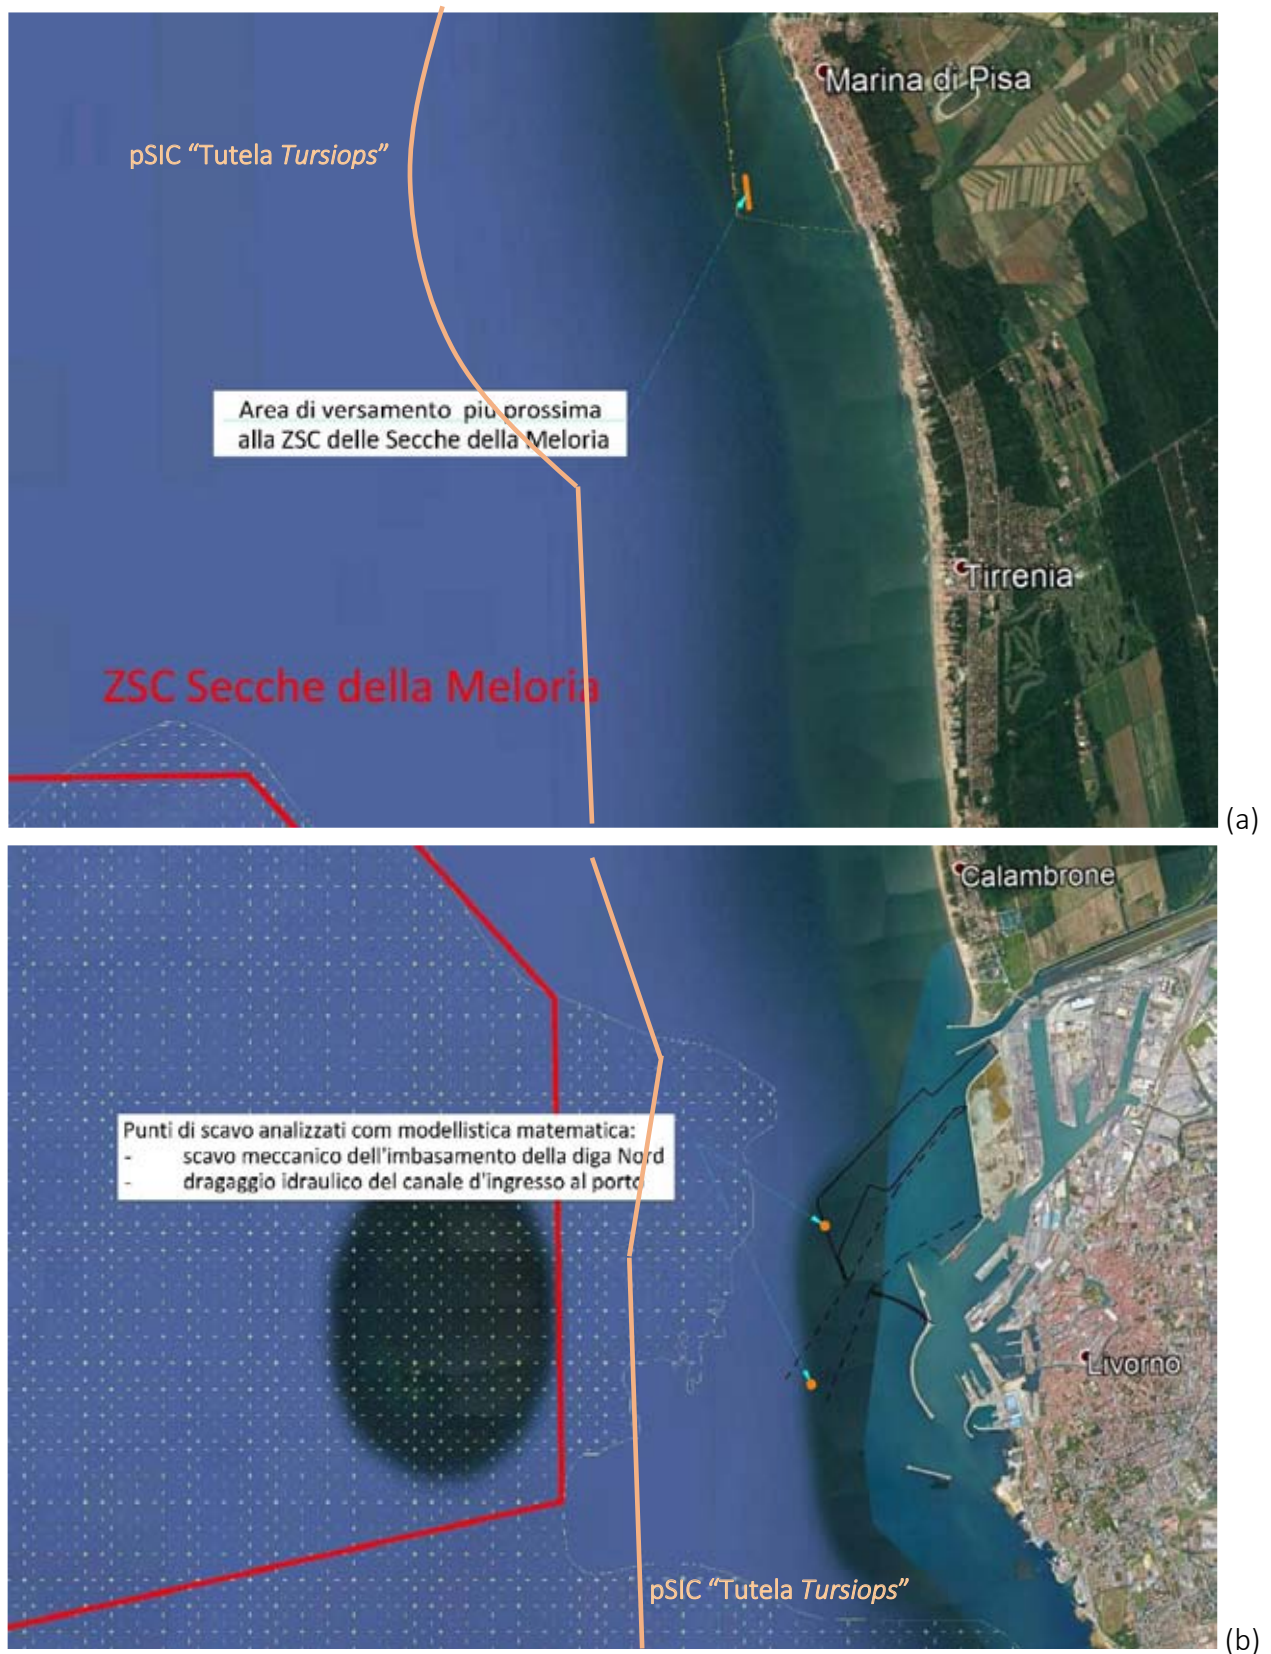 Marina di Pisa
pSIC “Tutela Tursiops”
Area di versamento più prossima
alla ZSC delle Secche della Meloria
Tirrenia
ZSC Secche della Meloria
(a)
Calambrone
Punti di scavo analizzati com modellistica matematica:
- scavo meccanico dell'imbasamento della diga Nord
- dragaggio idraulico del canale d'ingresso al porto
Livorno
pSIC “Tutela Tursiops”
(b)